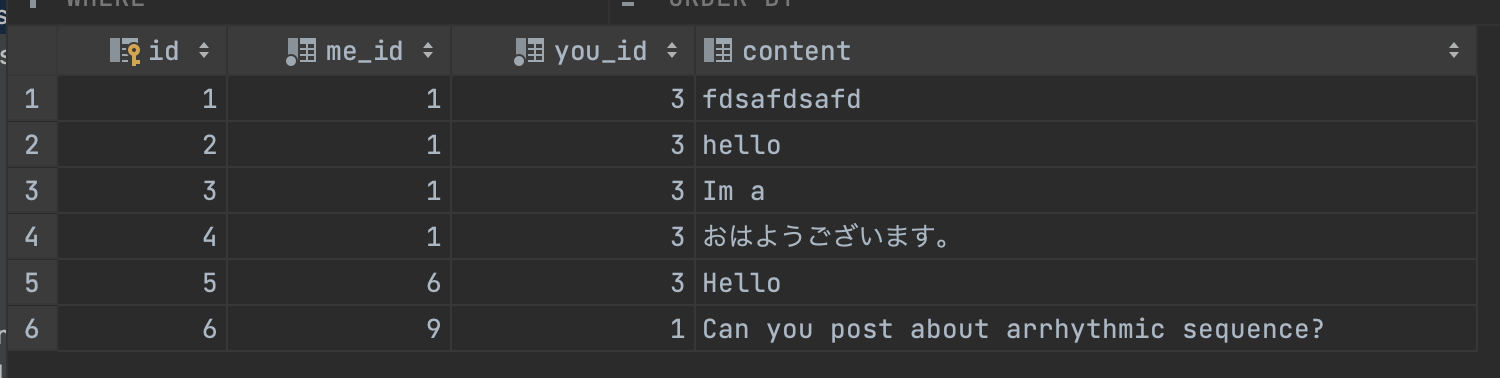 WHERE ORDER BY
id me_id you_id content
1 1 1 3 fdsafdsafd
2 2 1 3 hello
3 3 1 3 Im a
4 4 1 3 おはようございます。
5 5 6 3 Hello
6 6 9 1 Can you post about arrhythmic sequence?